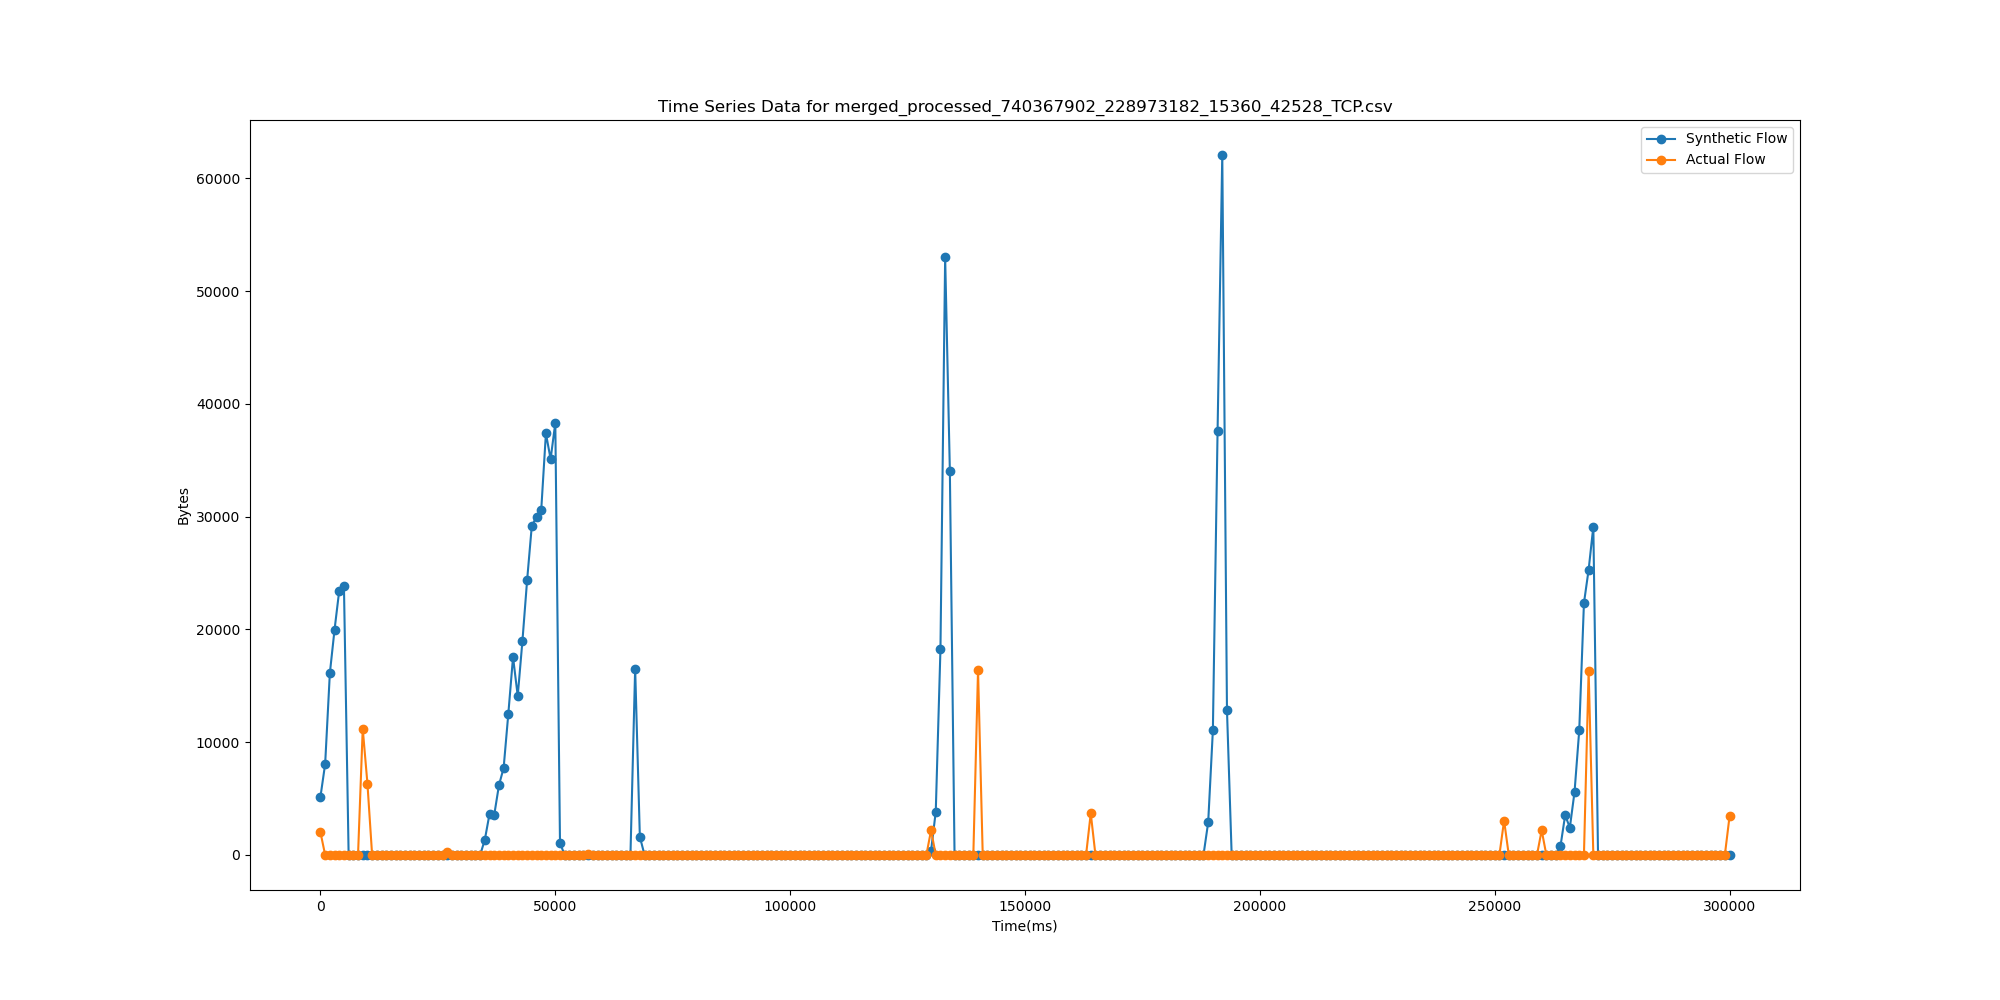 Time Series Data for merged_processed_740367902_228973182_15360_42528_TCP.csv
Synthetic Flow
Actual Flow
Bytes
60000
50000
40000
30000
20000
10000
0
0 50000 100000 150000 200000 250000 300000
Time(ms)